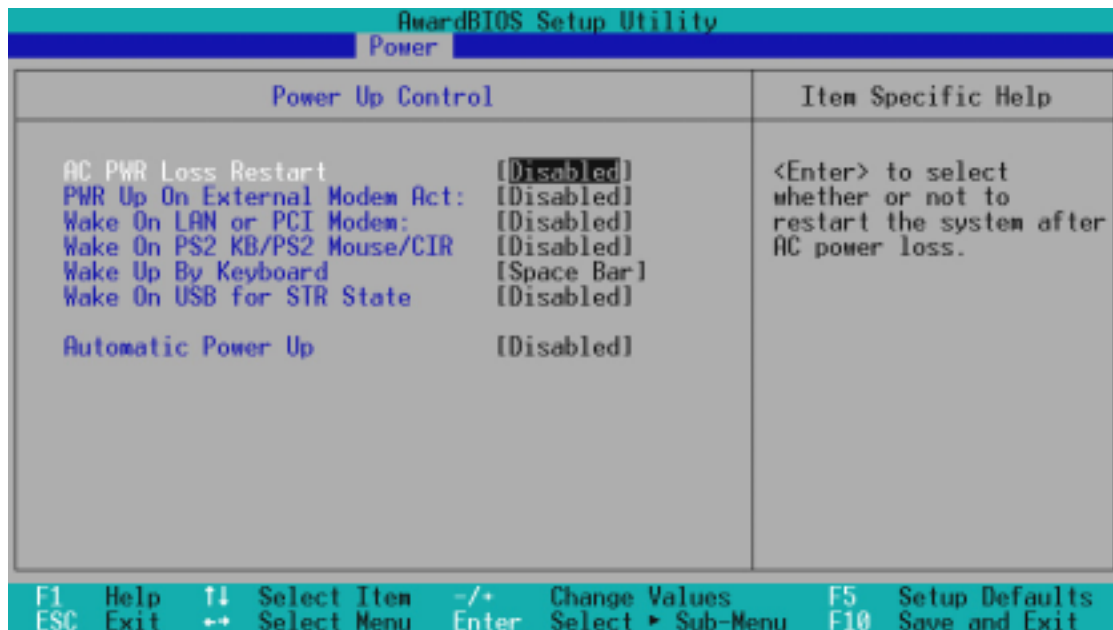 AwardBIOS Setup Utility
Power
Power Up Control
Item Specific Help
AC PWR Loss Restart [Disabled]
PWR Up On External Modem Act: [Disabled]
Wake On LAN or PCI Modem: [Disabled]
Wake On PS2 KB/PS2 Mouse/CIR [Disabled]
Wake Up By Keyboard [Space Bar]
Wake On USB for STR State [Disabled]
Automatic Power Up [Disabled]
<Enter> to select
whether or not to
restart the system after
AC power loss.
F1 Help ↑↓ Select Item -/+ Change Values F5 Setup Defaults
ESC Exit ←→ Select Menu Enter Select ► Sub-Menu F10 Save and Exit